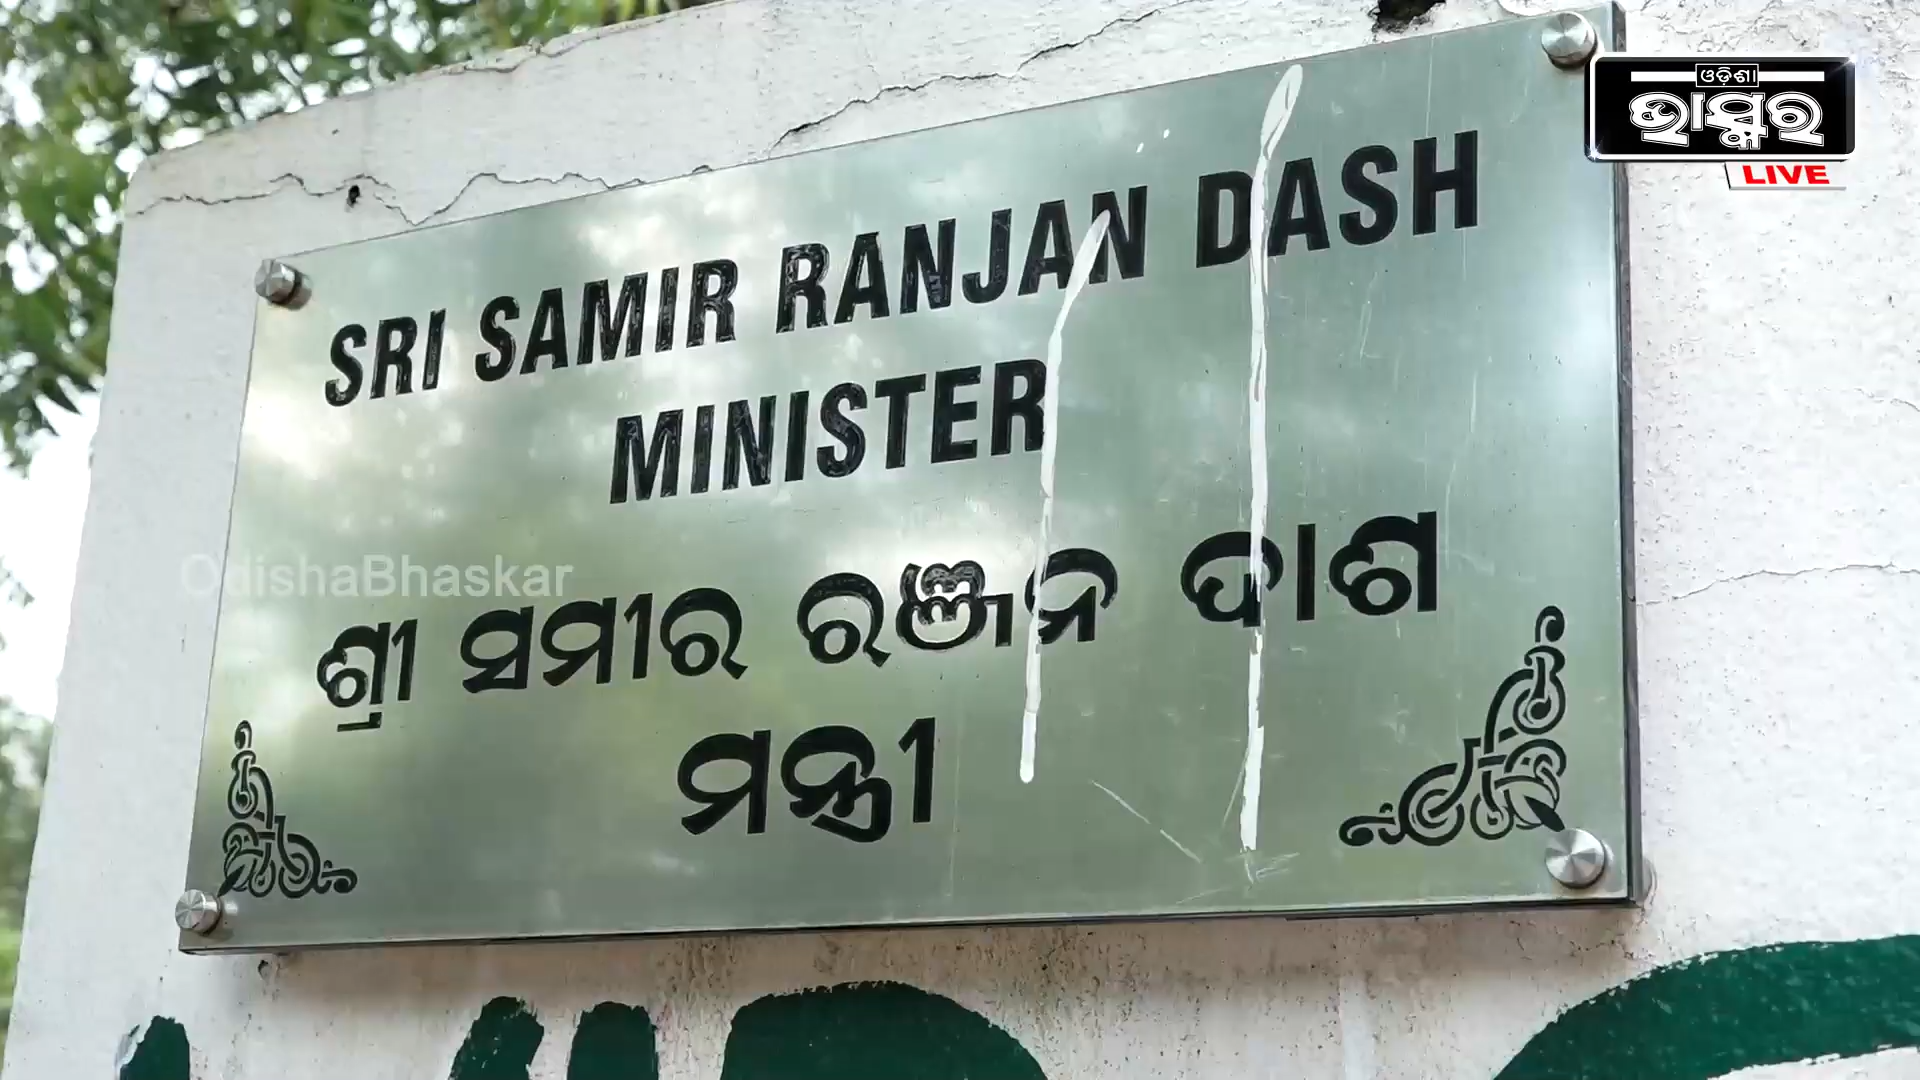 ଓଡ଼ିଶା
ଭାସ୍କର
LIVE
SRI SAMIR RANJAN DASH
MINISTER
OdishaBhaskar
ଶ୍ରୀ ସମୀର ରଞ୍ଜନ ଦାଶ
ମନ୍ତ୍ରୀ